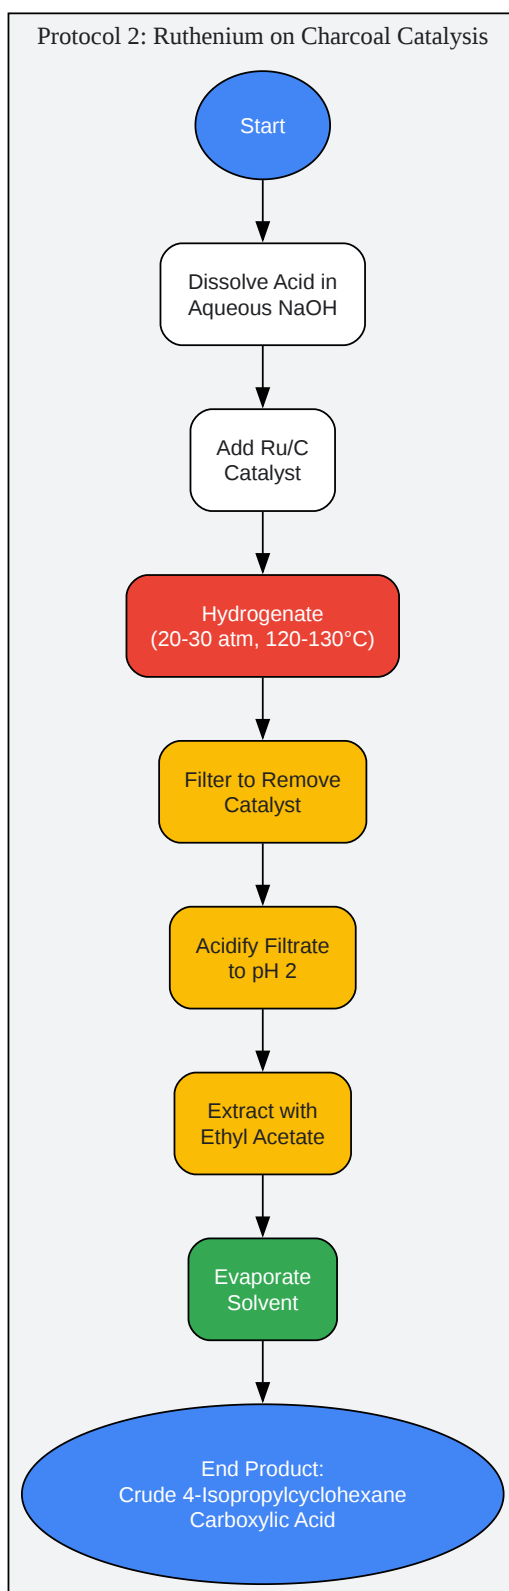 Protocol 2: Ruthenium on Charcoal Catalysis
Start
Dissolve Acid in
Aqueous NaOH
Add Ru/C
Catalyst
Hydrogenate
(20-30 atm, 120-130°C)
Filter to Remove
Catalyst
Acidify Filtrate
to pH 2
Extract with
Ethyl Acetate
Evaporate
Solvent
End Product:
Crude 4-Isopropylcyclohexane
Carboxylic Acid